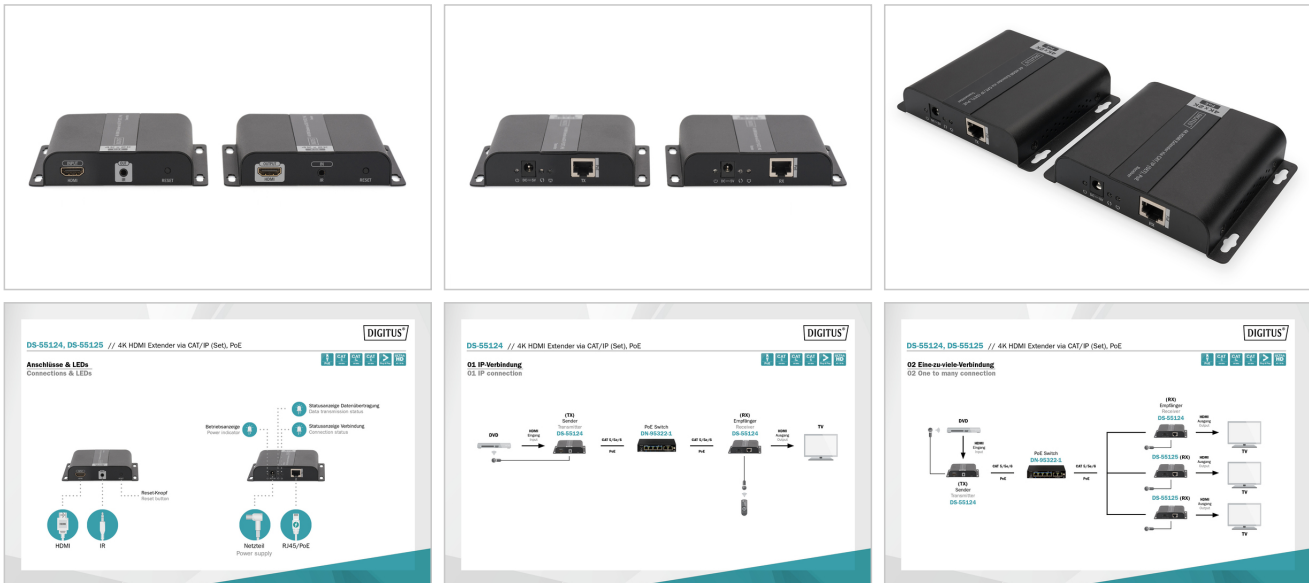 INPUT
HDMI
IR
RESET
OUTPUT
HDMI
IR
RESET
TX
RX
DIGITUS®
DS-55124, DS-55125 // 4K HDMI Extender via CAT/IP (Set), PoE
Anschlüsse & LEDs
Connections & LEDs
Statusanzeige Datenübertragung
Data transmission status
Betriebsanzeige
Power indicator
Statusanzeige Verbindung
Connection status
Reset-Knopf
Reset button
HDMI
IR
Netzteil
Power supply
RJ45/PoE
DIGITUS®
DS-55124 // 4K HDMI Extender via CAT/IP (Set), PoE
01 IP-Verbindung
01 IP connection
DVD
HDMI
Eingang
Input
(TX)
Sender
Transmitter
DS-55124
CAT 5/5e/6
PoE
PoE Switch
DN-95322-1
CAT 5/5e/6
PoE
(RX)
Empfänger
Receiver
DS-55124
HDMI
Ausgang
Output
TV
DIGITUS®
DS-55124, DS-55125 // 4K HDMI Extender via CAT/IP (Set), PoE
02 Eine-zu-viele-Verbindung
02 One to many connection
DVD
HDMI
Eingang
Input
(TX)
Sender
Transmitter
DS-55124
CAT 5/5e/6
PoE
PoE Switch
DN-95322-1
CAT 5/5e/6
PoE
(RX)
Empfänger
Receiver
DS-55124
HDMI
Ausgang
Output
TV
DS-55125 (RX)
HDMI
Ausgang
Output
TV
DS-55125 (RX)
HDMI
Ausgang
Output
TV